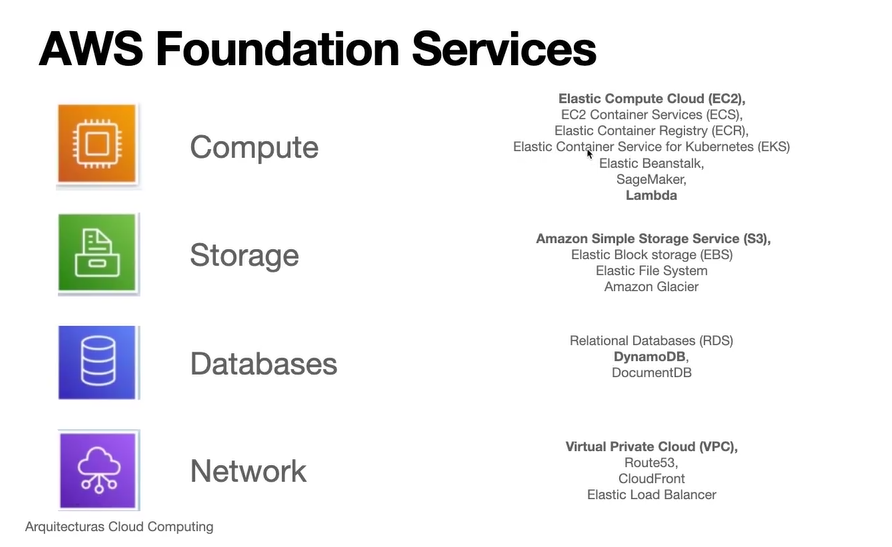 AWS Foundation Services
Compute
Elastic Compute Cloud (EC2),
EC2 Container Services (ECS),
Elastic Container Registry (ECR),
Elastic Container Service for Kubernetes (EKS)
Elastic Beanstalk,
SageMaker,
Lambda
Storage
Amazon Simple Storage Service (S3),
Elastic Block storage (EBS)
Elastic File System
Amazon Glacier
Databases
Relational Databases (RDS)
DynamoDB,
DocumentDB
Network
Virtual Private Cloud (VPC),
Route53,
CloudFront
Elastic Load Balancer
Arquitecturas Cloud Computing